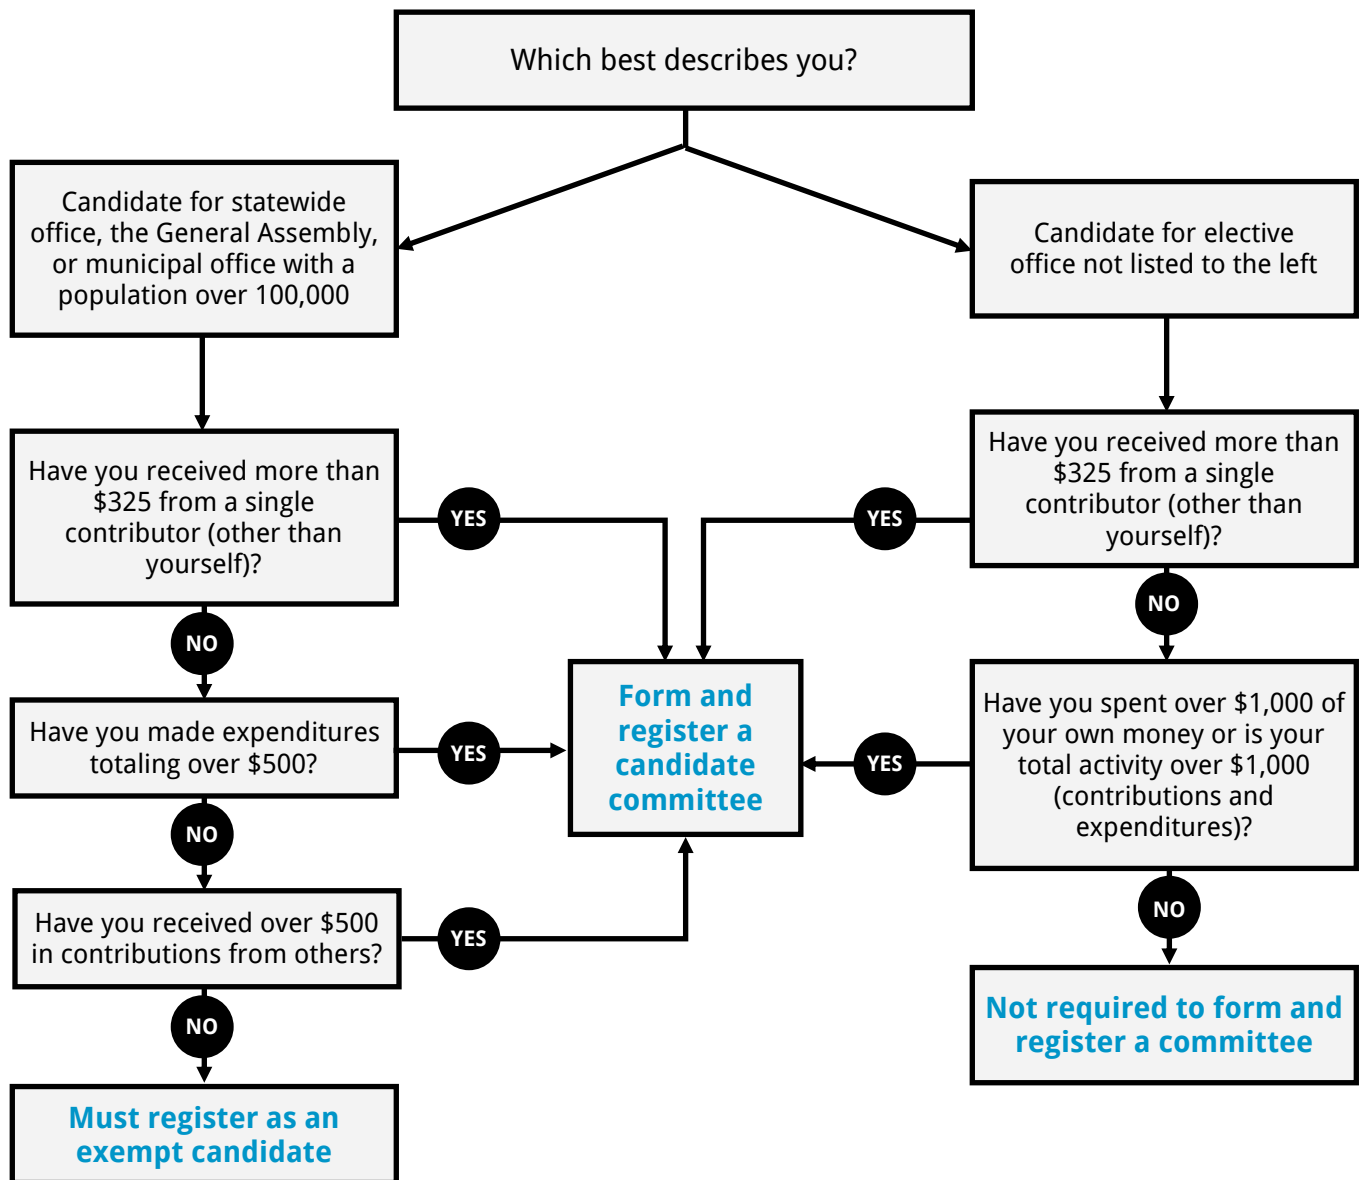 Which best describes you?
Candidate for statewide
office, the General Assembly,
or municipal office with a
population over 100,000
Candidate for elective
office not listed to the left
Have you received more than
$325 from a single
contributor (other than
yourself)?
YES
NO
Have you received more than
$325 from a single
contributor (other than
yourself)?
YES
NO
Have you made expenditures
totaling over $500?
YES
NO
Form and
register a
candidate
committee
Have you spent over $1,000 of
your own money or is your
total activity over $1,000
(contributions and
expenditures)?
YES
NO
Have you received over $500
in contributions from others?
YES
NO
Not required to form and
register a committee
Must register as an
exempt candidate